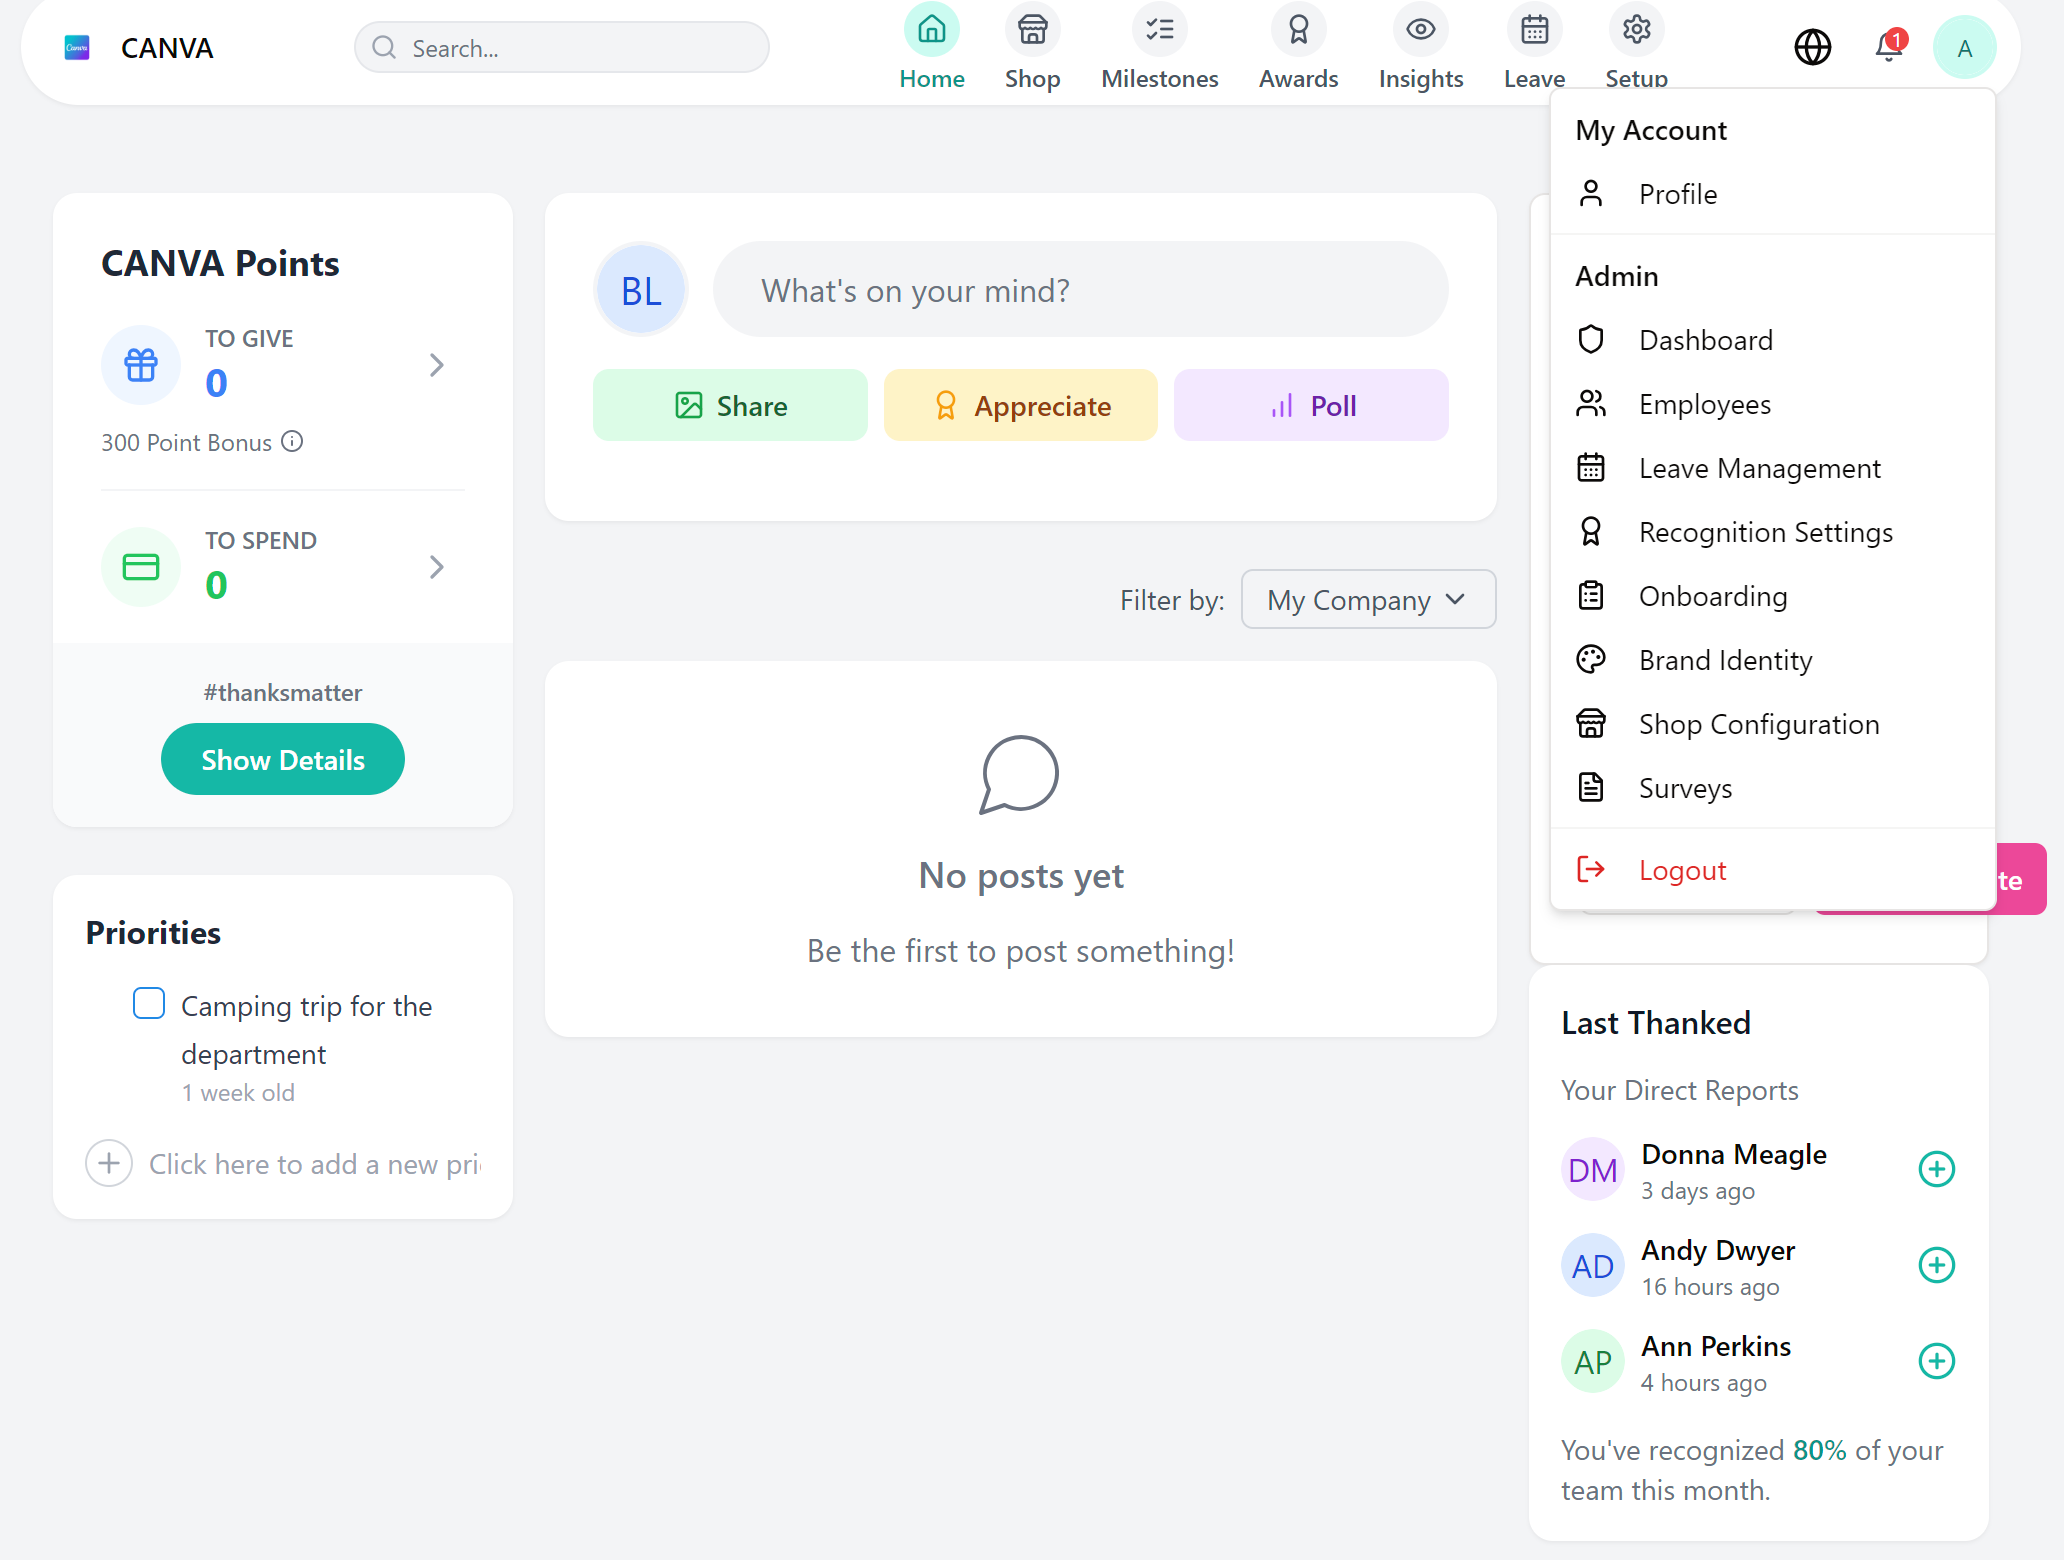 Canva
CANVA
Search...
Home
Shop
Milestones
Awards
Insights
Leave
Setup
1
A
My Account
Profile
Admin
Dashboard
Employees
Leave Management
Recognition Settings
Onboarding
Brand Identity
Shop Configuration
Surveys
Logout
te
CANVA Points
TO GIVE
0
300 Point Bonus
TO SPEND
0
#thanksmatter
Show Details
Priorities
Camping trip for the
department
1 week old
Click here to add a new pri
BL
What's on your mind?
Share
Appreciate
Poll
Filter by:
My Company
No posts yet
Be the first to post something!
Last Thanked
Your Direct Reports
DM
Donna Meagle
3 days ago
AD
Andy Dwyer
16 hours ago
AP
Ann Perkins
4 hours ago
You've recognized 80% of your
team this month.